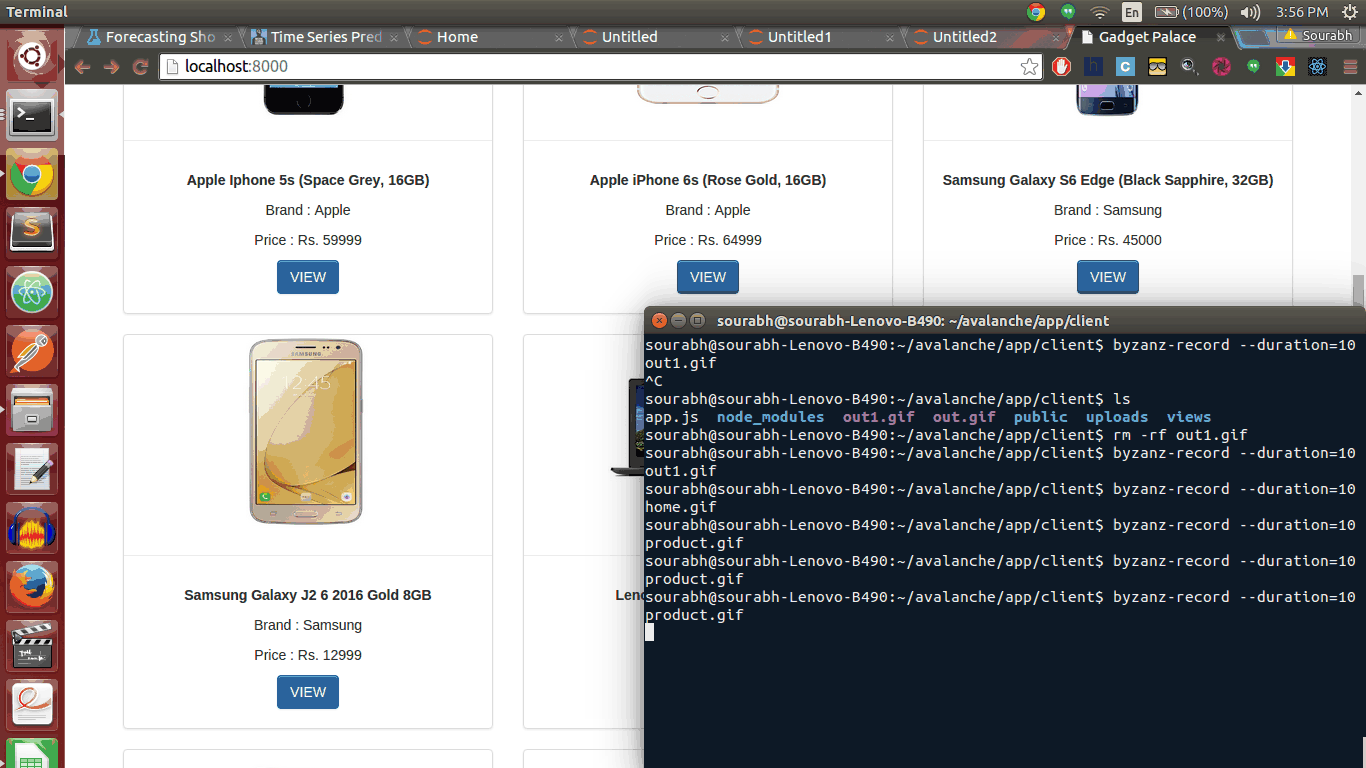 Terminal
En
(100%)
3:56 PM
Forecasting Sho
Time Series Pred
Home
Untitled
Untitled1
Untitled2
Gadget Palace
Sourabh
localhost:8000
Apple Iphone 5s (Space Grey, 16GB)
Brand : Apple
Price : Rs. 59999
VIEW
Apple iPhone 6s (Rose Gold, 16GB)
Brand : Apple
Price : Rs. 64999
VIEW
Samsung Galaxy S6 Edge (Black Sapphire, 32GB)
Brand : Samsung
Price : Rs. 45000
VIEW
SAMSUNG
12:45
Samsung Galaxy J2 6 2016 Gold 8GB
Brand : Samsung
Price : Rs. 12999
VIEW
sourabh@sourabh-Lenovo-B490: ~/avalanche/app/client
sourabh@sourabh-Lenovo-B490:~/avalanche/app/client$ byzanz-record --duration=10
out1.gif
^C
sourabh@sourabh-Lenovo-B490:~/avalanche/app/client$ ls
app.js node_modules out1.gif out.gif public uploads views
sourabh@sourabh-Lenovo-B490:~/avalanche/app/client$ rm -rf out1.gif
sourabh@sourabh-Lenovo-B490:~/avalanche/app/client$ byzanz-record --duration=10
out1.gif
sourabh@sourabh-Lenovo-B490:~/avalanche/app/client$ byzanz-record --duration=10
home.gif
sourabh@sourabh-Lenovo-B490:~/avalanche/app/client$ byzanz-record --duration=10
product.gif
sourabh@sourabh-Lenovo-B490:~/avalanche/app/client$ byzanz-record --duration=10
product.gif
sourabh@sourabh-Lenovo-B490:~/avalanche/app/client$ byzanz-record --duration=10
product.gif